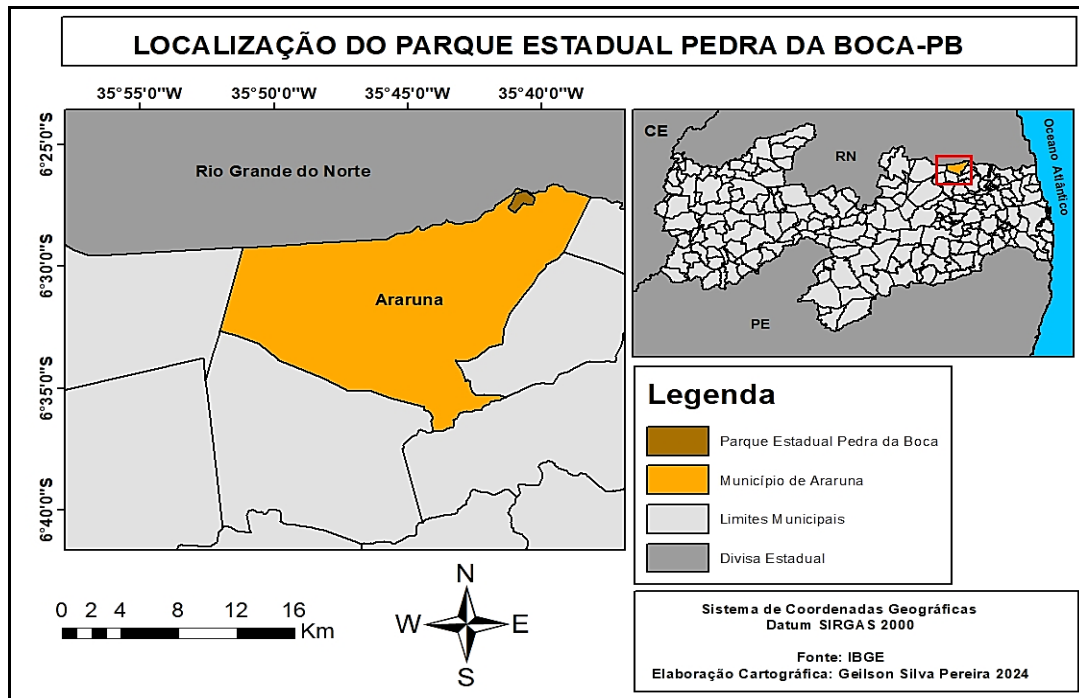 LOCALIZAÇÃO DO PARQUE ESTADUAL PEDRA DA BOCA-PB
35°55'0"W 35°50'0"W 35°45'0"W 35°40'0"W
6°25'0"S
6°30'0"S
6°35'0"S
6°40'0"S
Rio Grande do Norte
Araruna
CE
RN
PE
Oceano Atlântico
Legenda
Parque Estadual Pedra da Boca
Município de Araruna
Limites Municipais
Divisa Estadual
0 2 4 8 12 16
Km
N
W E
S
Sistema de Coordenadas Geográficas
Datum SIRGAS 2000
Fonte: IBGE
Elaboração Cartográfica: Geilson Silva Pereira 2024